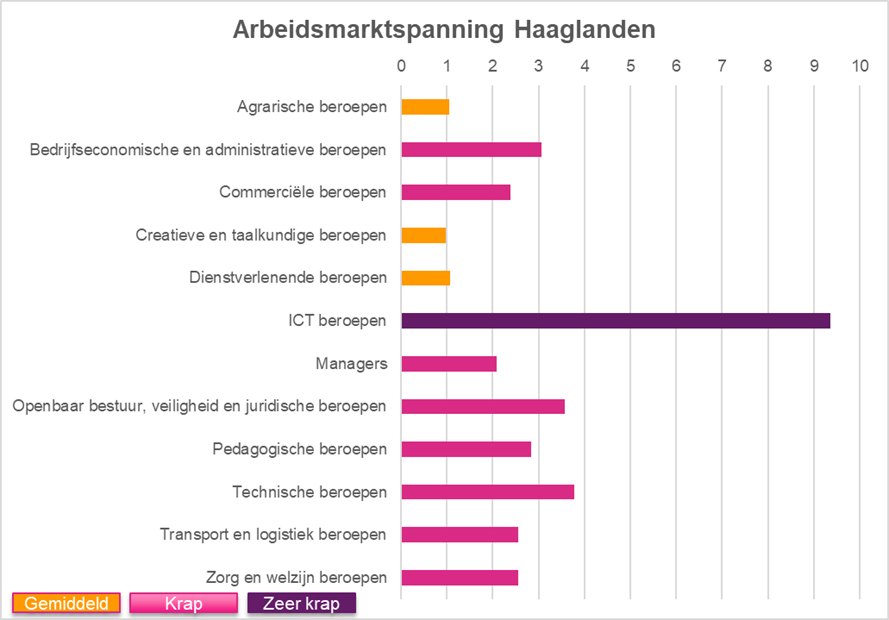 Arbeidsmarktspanning Haaglanden
0 1 2 3 4 5 6 7 8 9 10
Agrarische beroepen
Bedrijfseconomische en administratieve beroepen
Commerciële beroepen
Creatieve en taalkundige beroepen
Dienstverlenende beroepen
ICT beroepen
Managers
Openbaar bestuur, veiligheid en juridische beroepen
Pedagogische beroepen
Technische beroepen
Transport en logistiek beroepen
Zorg en welzijn beroepen
Gemiddeld Krap Zeer krap